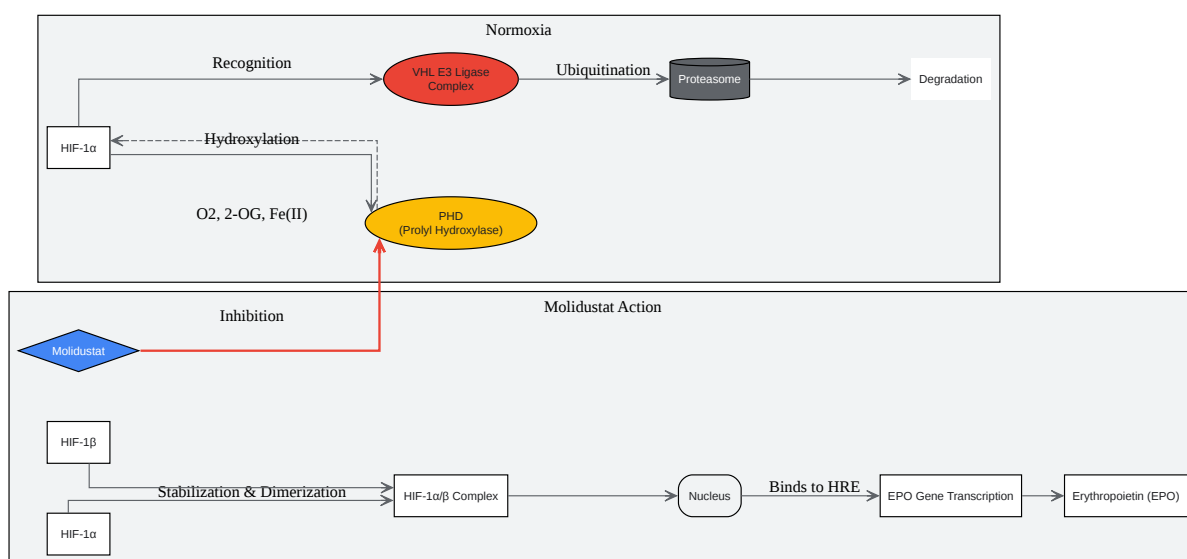 Normoxia
Recognition
VHL E3 Ligase
Complex
Ubiquitination
Proteasome
Degradation
Hydroxylation
HIF-1α
O2, 2-OG, Fe(II)
PHD
(Prolyl Hydroxylase)
Molidustat Action
Inhibition
Molidustat
HIF-1β
Stabilization & Dimerization
HIF-1α/β Complex
Nucleus
Binds to HRE
EPO Gene Transcription
Erythropoietin (EPO)
HIF-1α